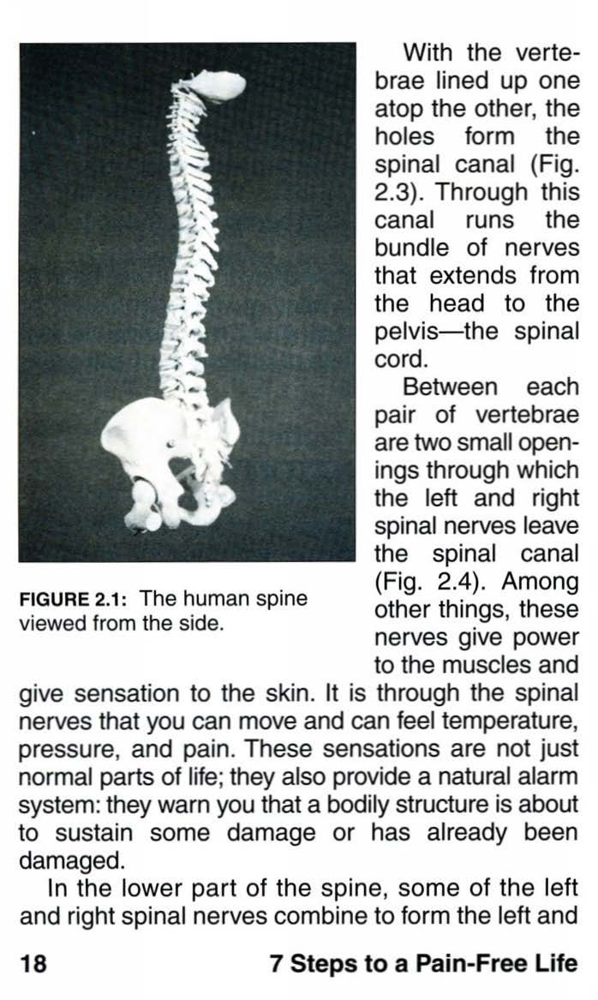 With the verte-
brae lined up one
atop the other, the
holes form the
spinal canal (Fig.
2.3). Through this
canal runs the
bundle of nerves
that extends from
the head to the
pelvis—the spinal
cord.
Between each
pair of vertebrae
are two small open-
ings through which
the left and right
spinal nerves leave
the spinal canal
(Fig. 2.4). Among
other things, these
nerves give power
to the muscles and
FIGURE 2.1: The human spine
viewed from the side.
give sensation to the skin. It is through the spinal
nerves that you can move and can feel temperature,
pressure, and pain. These sensations are not just
normal parts of life; they also provide a natural alarm
system: they warn you that a bodily structure is about
to sustain some damage or has already been
damaged.
In the lower part of the spine, some of the left
and right spinal nerves combine to form the left and
18 7 Steps to a Pain-Free Life